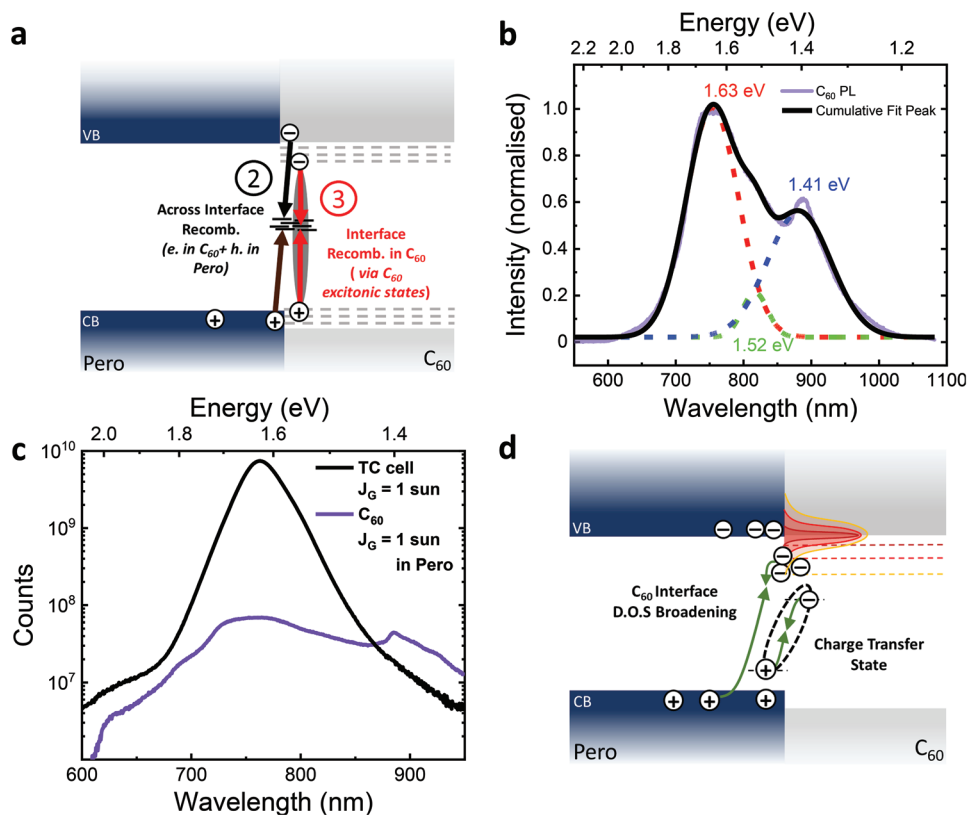 a
VB
−
−
2
3
Across Interface
Recomb.
(e. in C60+ h. in
Pero)
Interface
Recomb. in C60
( via C60
excitonic states)
+
+
+
CB
Pero
C60
b
Energy (eV)
2.2 2.0 1.8 1.6 1.4 1.2
1.63 eV
C60 PL
Cumulative Fit Peak
1.41 eV
1.52 eV
Intensity (normalised)
1.0
0.8
0.6
0.4
0.2
0
600 700 800 900 1000 1100
Wavelength (nm)
c
Energy (eV)
2.0 1.8 1.6 1.4
TC cell
JG = 1 sun
C60
JG = 1 sun
in Pero
Counts
10^10
10^9
10^8
10^7
600 700 800 900
Wavelength (nm)
d
VB
− − −
−
− −
C60 Interface
D.O.S Broadening
−
Charge Transfer
State
+
CB
+ + +
Pero
C60